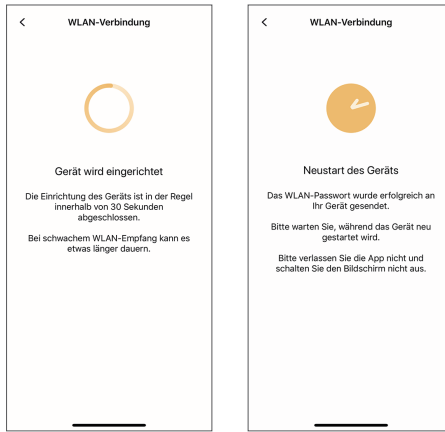 WLAN-Verbindung
Gerät wird eingerichtet
Die Einrichtung des Geräts ist in der Regel
innerhalb von 30 Sekunden
abgeschlossen.
Bei schwachem WLAN-Empfang kann es
etwas länger dauern.
WLAN-Verbindung
Neustart des Geräts
Das WLAN-Passwort wurde erfolgreich an
Ihr Gerät gesendet.
Bitte warten Sie, während das Gerät neu
gestartet wird.
Bitte verlassen Sie die App nicht und
schalten Sie den Bildschirm nicht aus.